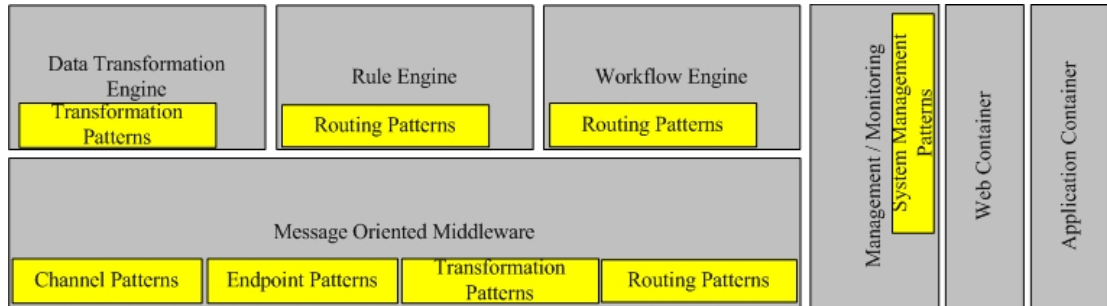 Data Transformation
Engine
Transformation
Patterns
Rule Engine
Routing Patterns
Workflow Engine
Routing Patterns
Message Oriented Middleware
Channel Patterns
Endpoint Patterns
Transformation
Patterns
Routing Patterns
Management / Monitoring
System Management
Patterns
Web Container
Application Container